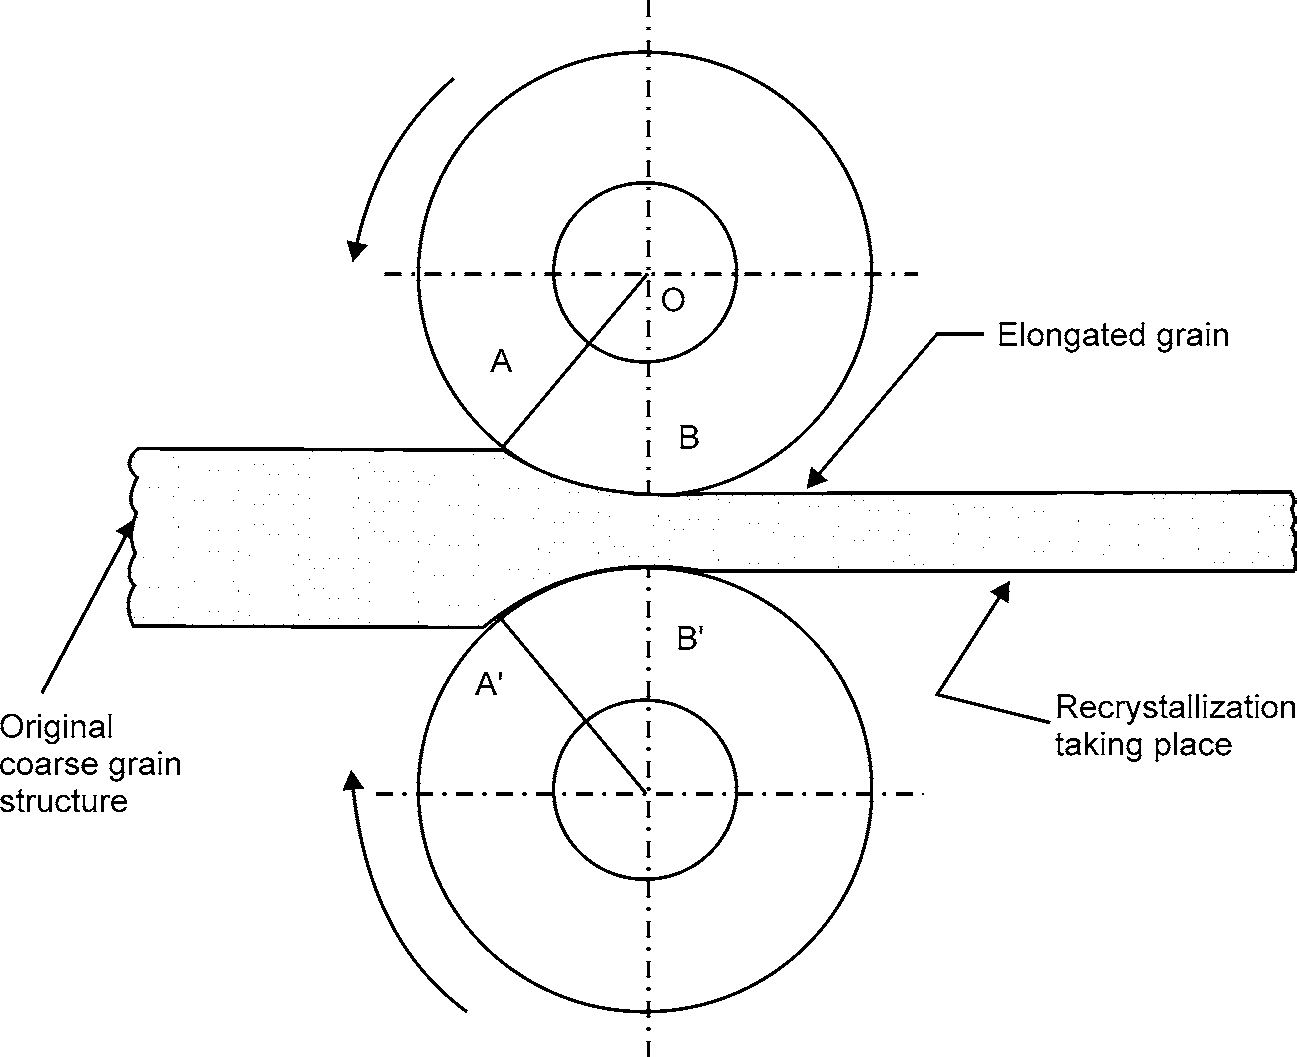 O
Elongated grain
A
B
B'
A'
Original
coarse grain
structure
Recrystallization
taking place